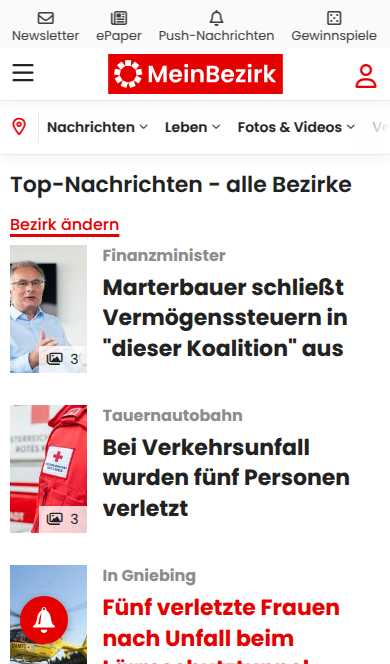 Newsletter ePaper Push-Nachrichten Gewinnspiele
MeinBezirk
Nachrichten Leben Fotos & Videos
Top-Nachrichten - alle Bezirke
Bezirk ändern
Finanzminister
Marterbauer schließt
Vermögenssteuern in
"dieser Koalition" aus
3
Tauernautobahn
Bei Verkehrsunfall
wurden fünf Personen
verletzt
3
In Gniebing
Fünf verletzte Frauen
nach Unfall beim